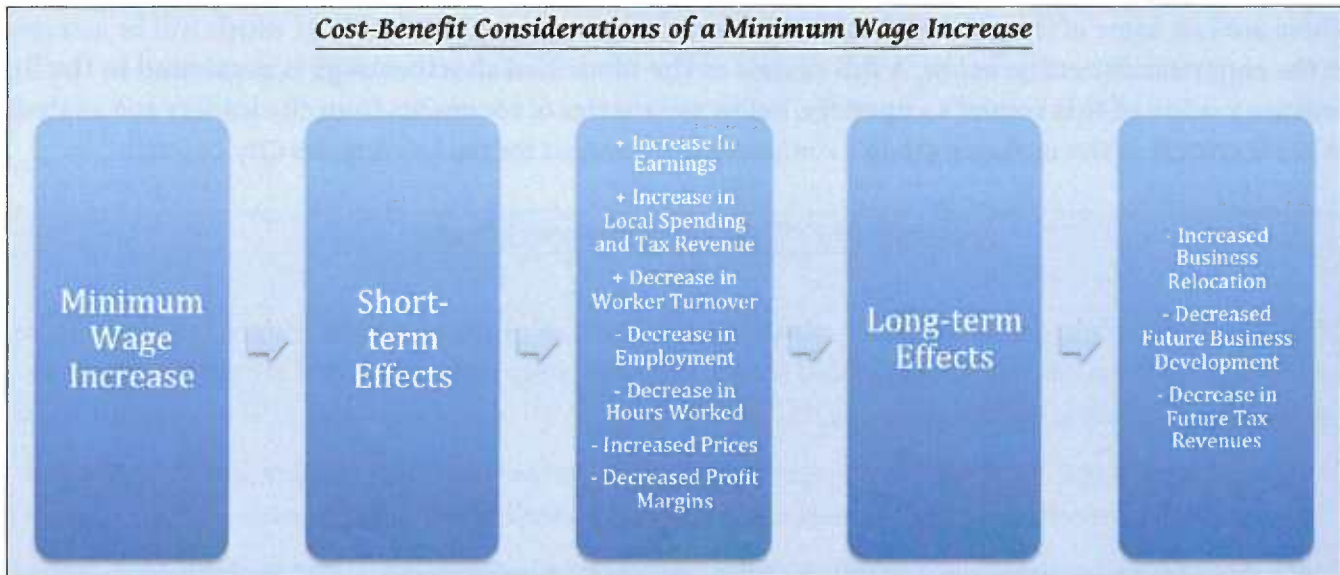 Cost-Benefit Considerations of a Minimum Wage Increase
Minimum
Wage
Increase
Short-
term
Effects
+ Increase In
Earnings
+ Increase in
Local Spending
and Tax Revenue
+ Decrease in
Worker Turnover
- Decrease in
Employment
- Decrease in
Hours Worked
- Increased Prices
- Decreased Profit
Margins
Long-term
Effects
- Increased
Business
Relocation
- Decreased
Future Business
Development
- Decrease in
Future Tax
Revenues